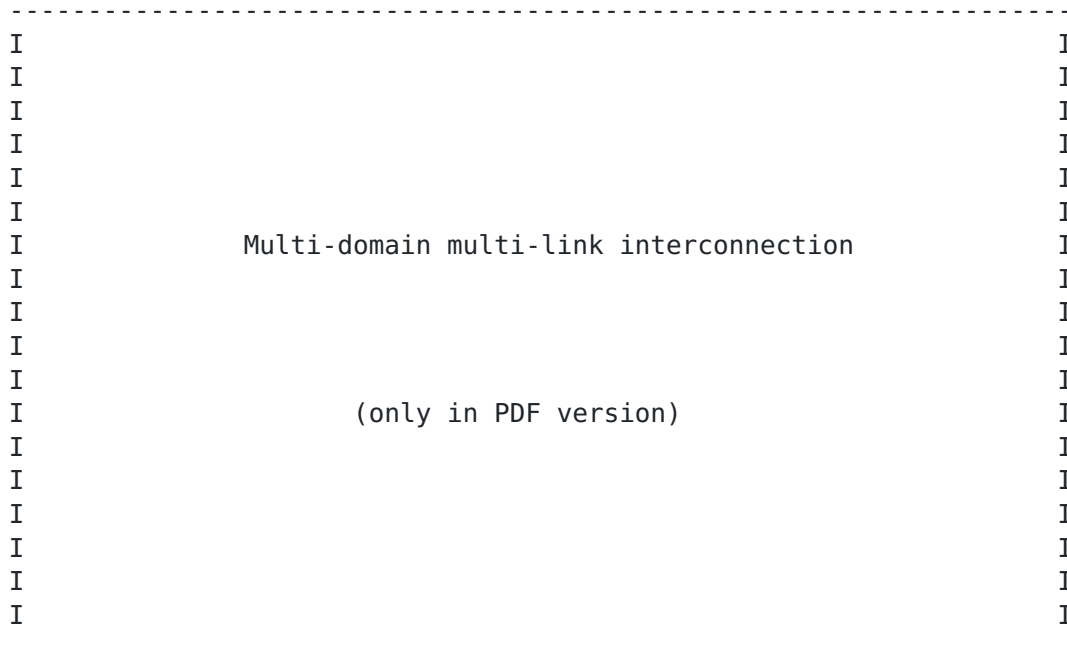 --------------------------------------------------------------------
I I
I I
I I
I I
I I
I I
I Multi-domain multi-link interconnection I
I I
I I
I I
I I
I (only in PDF version) I
I I
I I
I I
I I
I I
I I